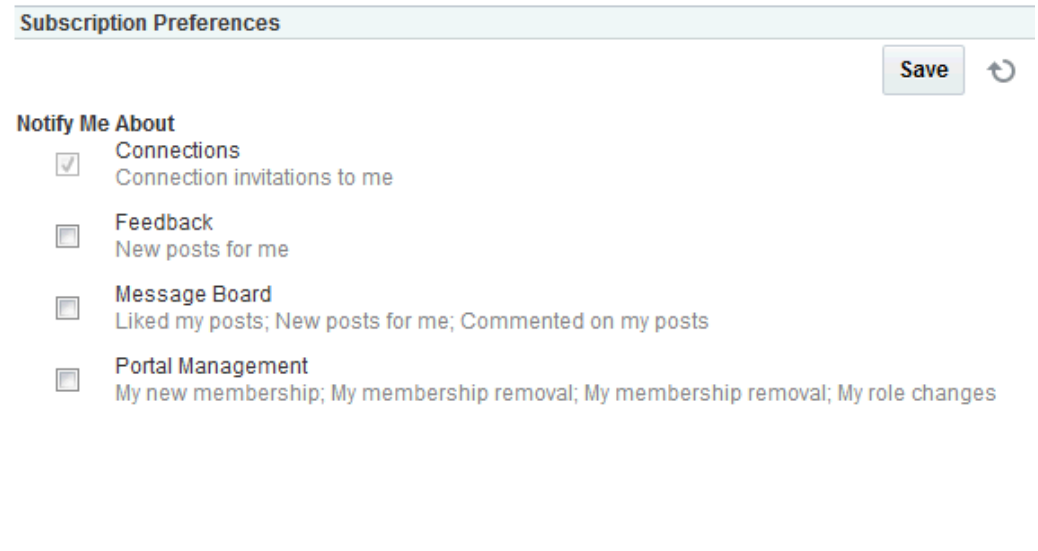 Subscription Preferences
Save
Notify Me About
Connections
Connection invitations to me
Feedback
New posts for me
Message Board
Liked my posts; New posts for me; Commented on my posts
Portal Management
My new membership; My membership removal; My membership removal; My role changes